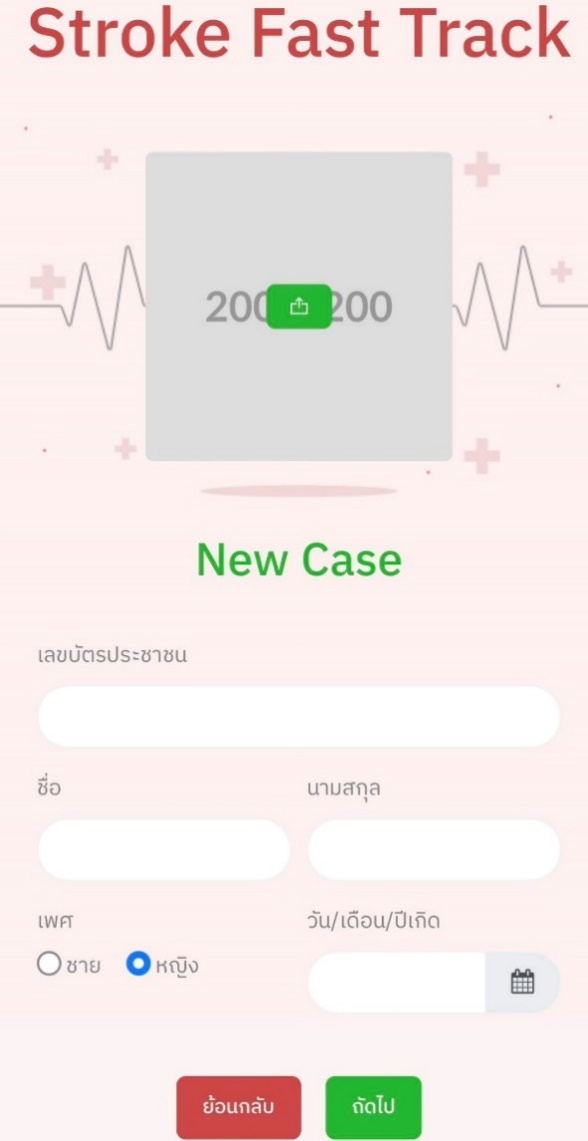 Stroke Fast Track
200 200
New Case
เลขบัตรประชาชน
ชื่อ นามสกุล
เพศ วัน/เดือน/ปีเกิด
ชาย หญิง
ย้อนกลับ ถัดไป